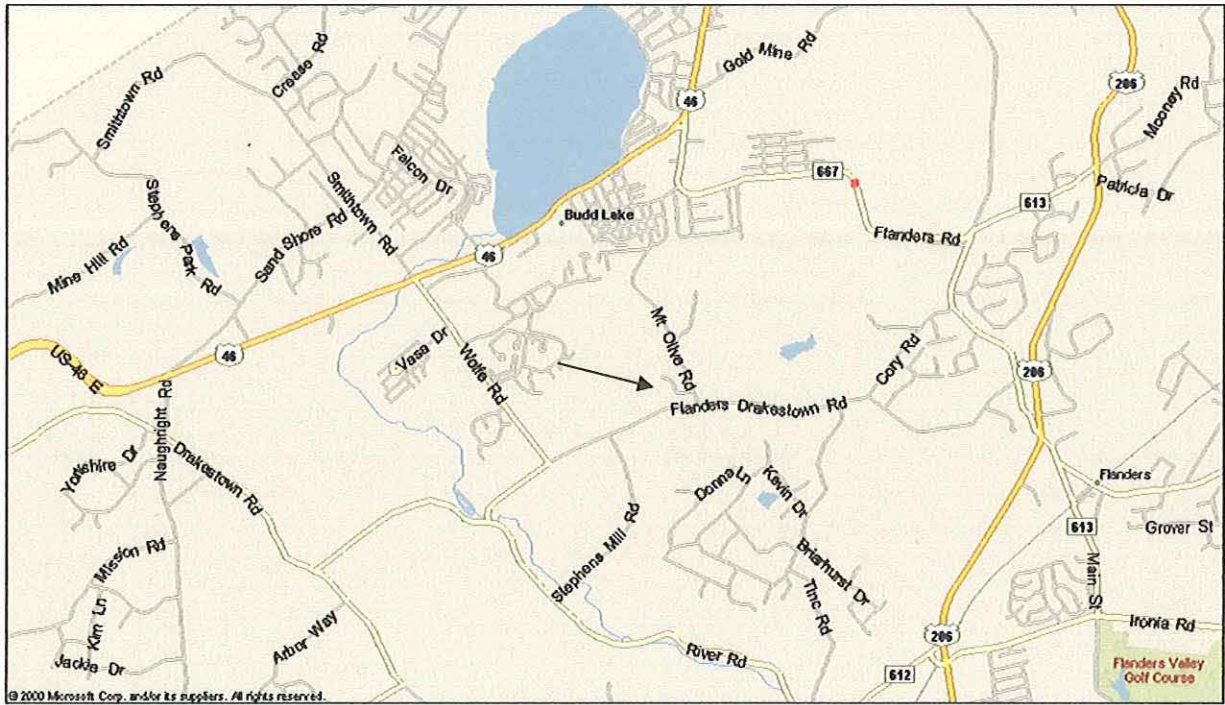 Smithtown Rd
Crease Rd
Gold Mine Rd
46
206
Mooney Rd
Falcon Dr
667
Patricia Dr
Stephens Park Rd
Smithtown Rd
613
Budd Lake
Flanders Rd
Mine Hill Rd
Sand Shore Rd
46
Mt Olive Rd
46
Vasa Dr
Wolfe Rd
Cory Rd
US-46 E
206
Naughright Rd
Flanders Drakestown Rd
Yorkshire Dr
Drakestown Rd
Donna Ln
Kevin Dr
Flanders
613
Grover St
Mission Rd
Stephens Mill Rd
Briarhurst Dr
Main St
Kim Ln
Tinc Rd
Arbor Way
206
Ironia Rd
Jackie Dr
River Rd
612
Flanders Valley
Golf Course
© 2000 Microsoft Corp. and/or its suppliers. All rights reserved.